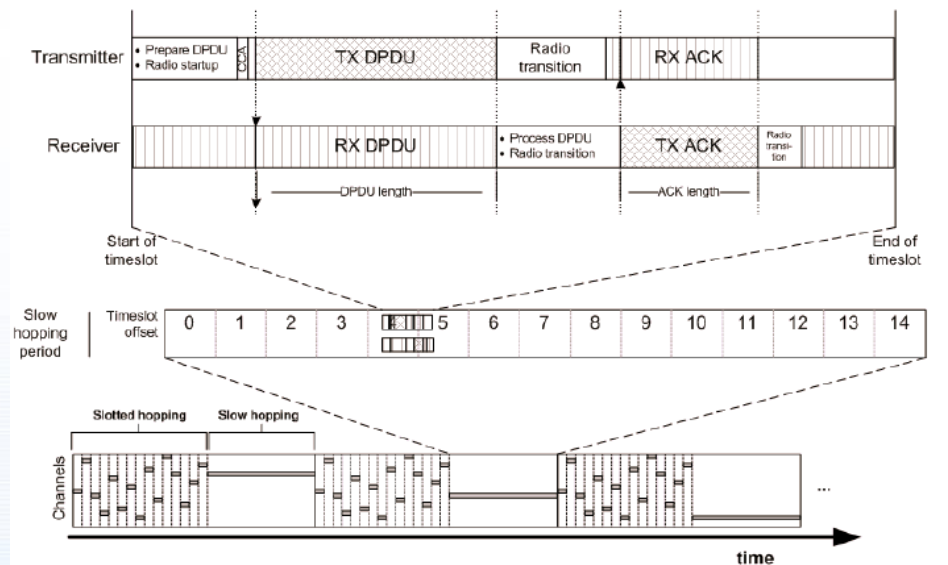 Transmitter
• Prepare DPDU
• Radio startup
CCA
TX DPDU
Radio
transition
RX ACK
Receiver
RX DPDU
• Process DPDU
• Radio transition
TX ACK
Radio
transi-
tion
DPDU length
ACK length
Start of
timeslot
End of
timeslot
Slow
hopping
period
Timeslot
offset
0 1 2 3 5 6 7 8 9 10 11 12 13 14
Slotted hopping Slow hopping
Channels
...
time